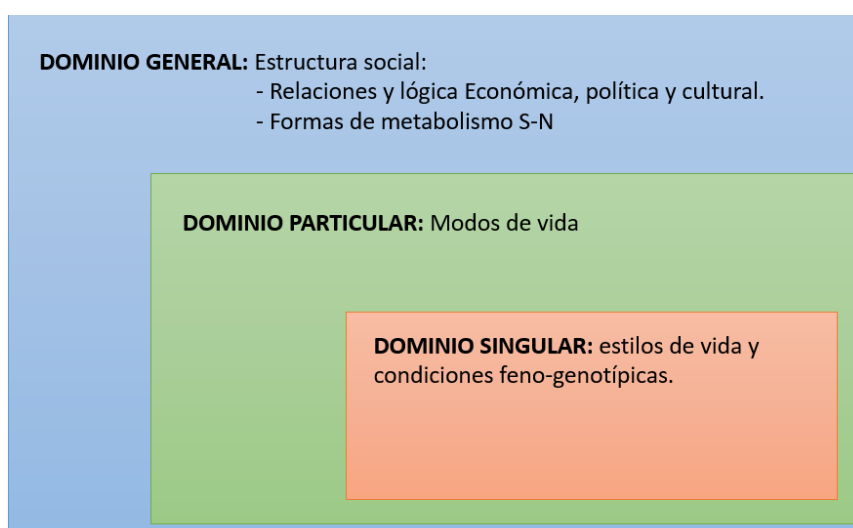 DOMINIO GENERAL: Estructura social:
- Relaciones y lógica Económica, política y cultural.
- Formas de metabolismo S-N
DOMINIO PARTICULAR: Modos de vida
DOMINIO SINGULAR: estilos de vida y
condiciones feno-genotípicas.